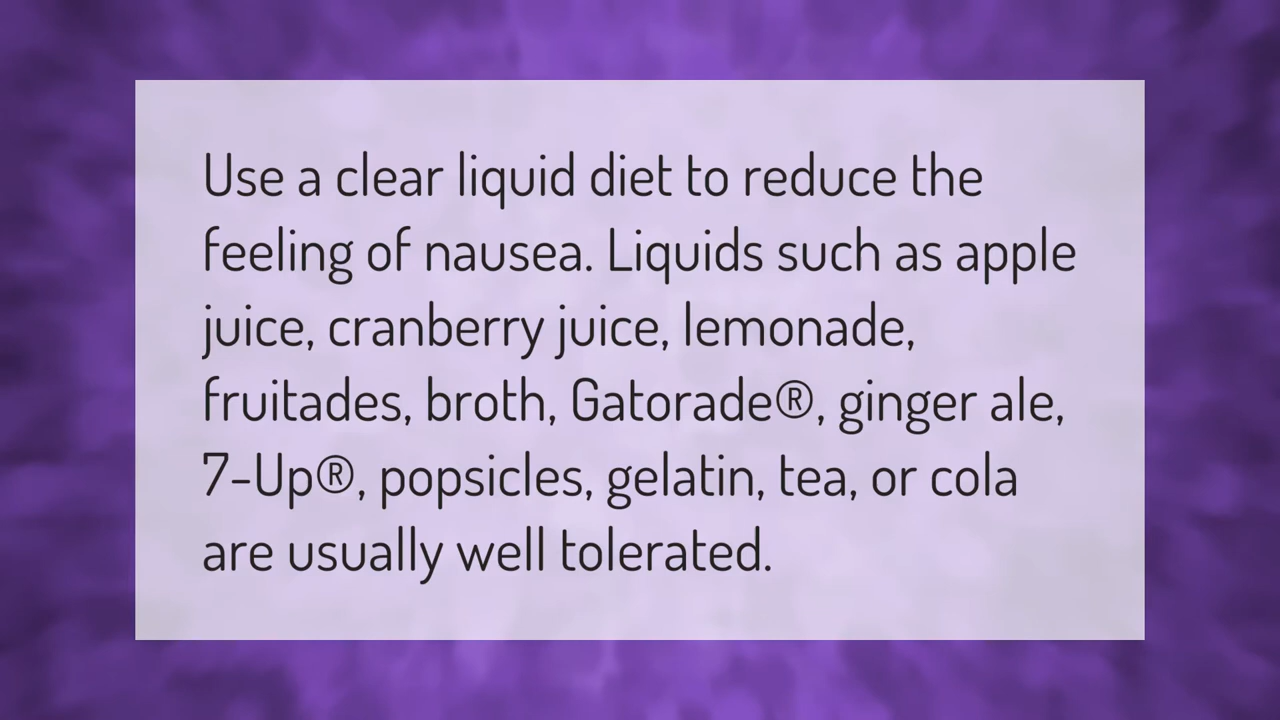 Use a clear liquid diet to reduce the
feeling of nausea. Liquids such as apple
juice, cranberry juice, lemonade,
fruitades, broth, Gatorade®, ginger ale,
7-Up®, popsicles, gelatin, tea, or cola
are usually well tolerated.